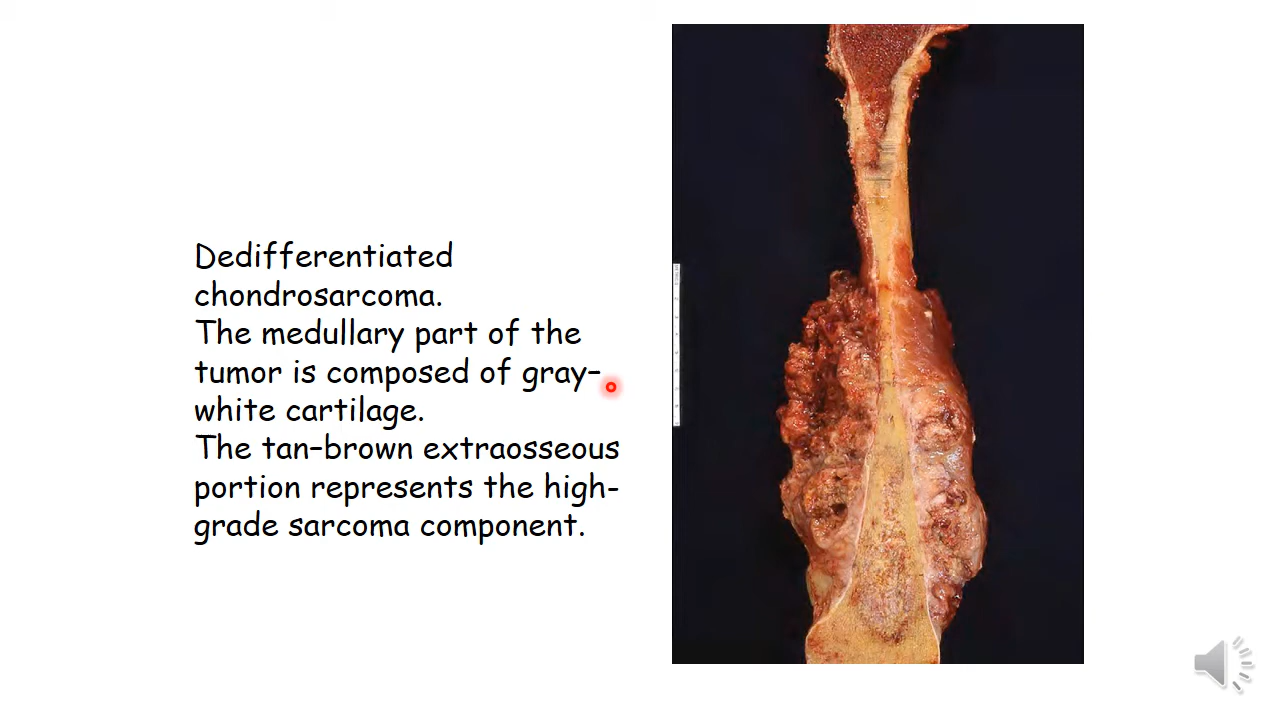 Dedifferentiated
chondrosarcoma.
The medullary part of the
tumor is composed of gray–
white cartilage.
The tan–brown extraosseous
portion represents the high-
grade sarcoma component.